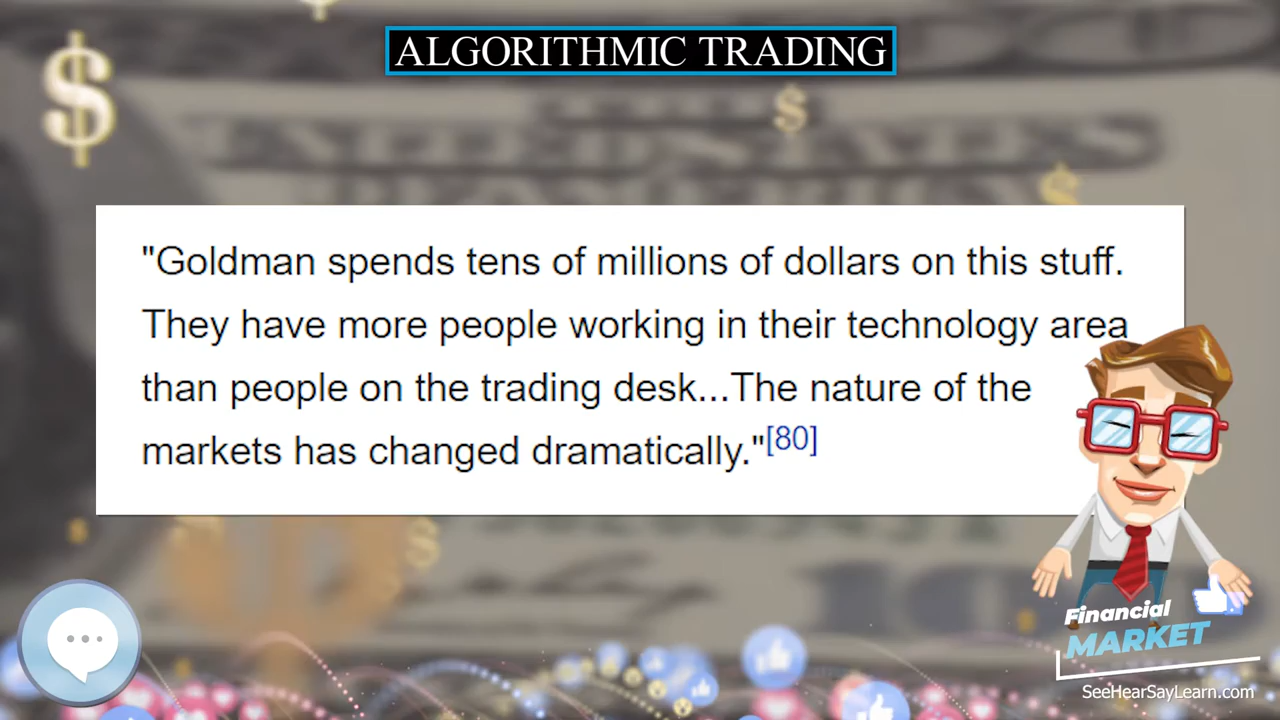 ALGORITHMIC TRADING
"Goldman spends tens of millions of dollars on this stuff.
They have more people working in their technology area
than people on the trading desk...The nature of the
markets has changed dramatically."[80]
Financial
MARKET
SeeHearSayLearn.com